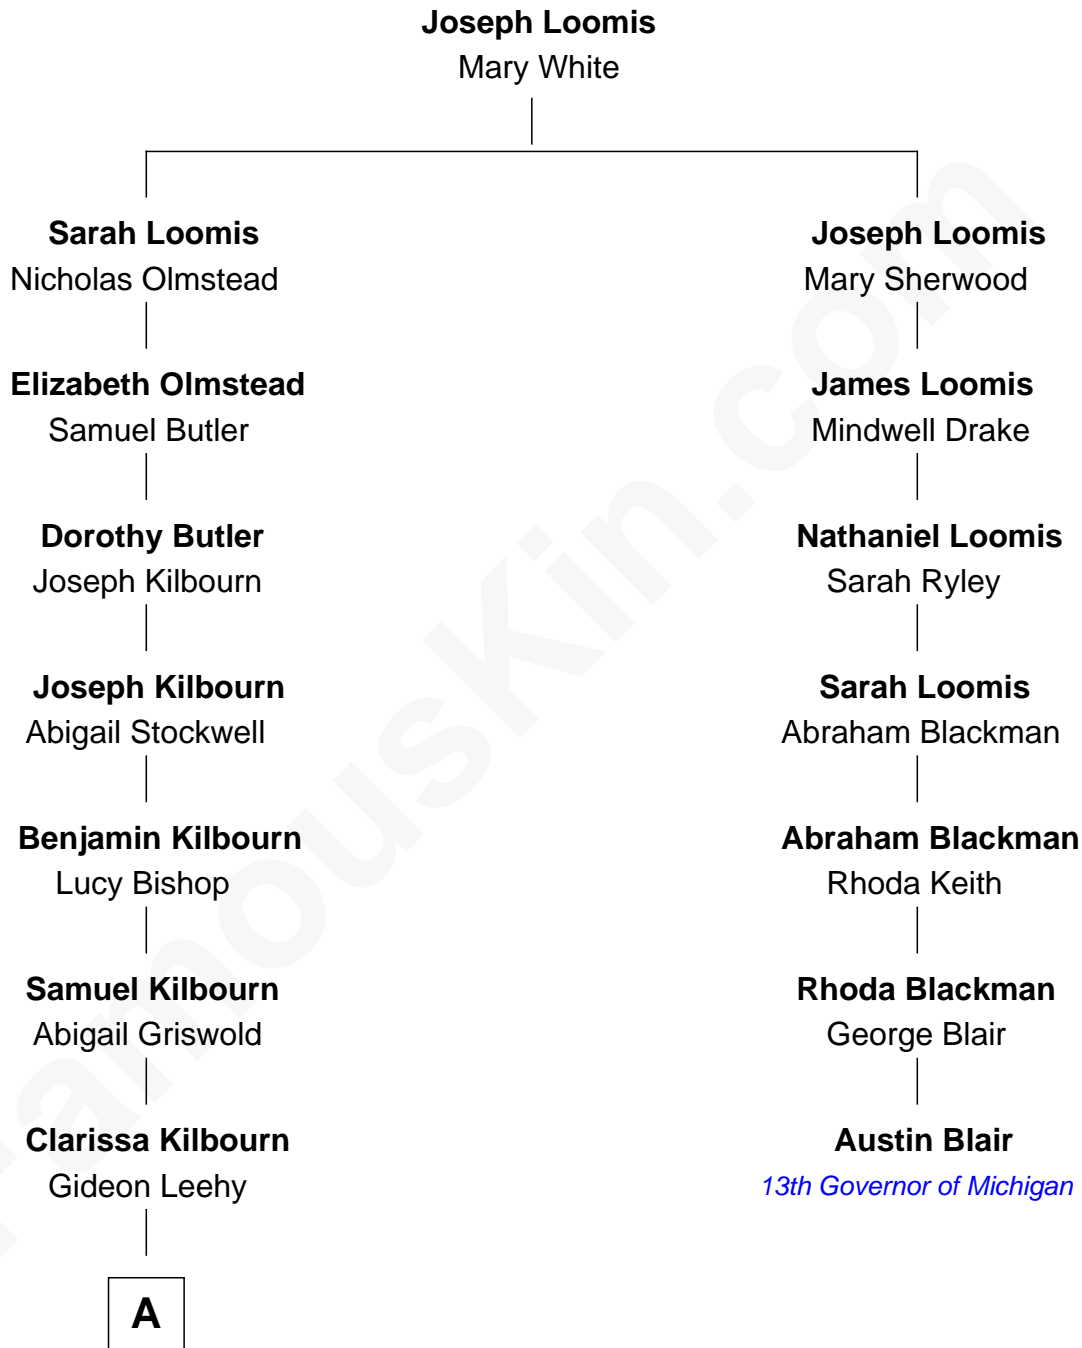 Joseph Loomis
Mary White
Sarah Loomis
Nicholas Olmstead
Elizabeth Olmstead
Samuel Butler
Dorothy Butler
Joseph Kilbourn
Joseph Kilbourn
Abigail Stockwell
Benjamin Kilbourn
Lucy Bishop
Samuel Kilbourn
Abigail Griswold
Clarissa Kilbourn
Gideon Leehy
A
Joseph Loomis
Mary Sherwood
James Loomis
Mindwell Drake
Nathaniel Loomis
Sarah Ryley
Sarah Loomis
Abraham Blackman
Abraham Blackman
Rhoda Keith
Rhoda Blackman
George Blair
Austin Blair
13th Governor of Michigan
FamousKin.com